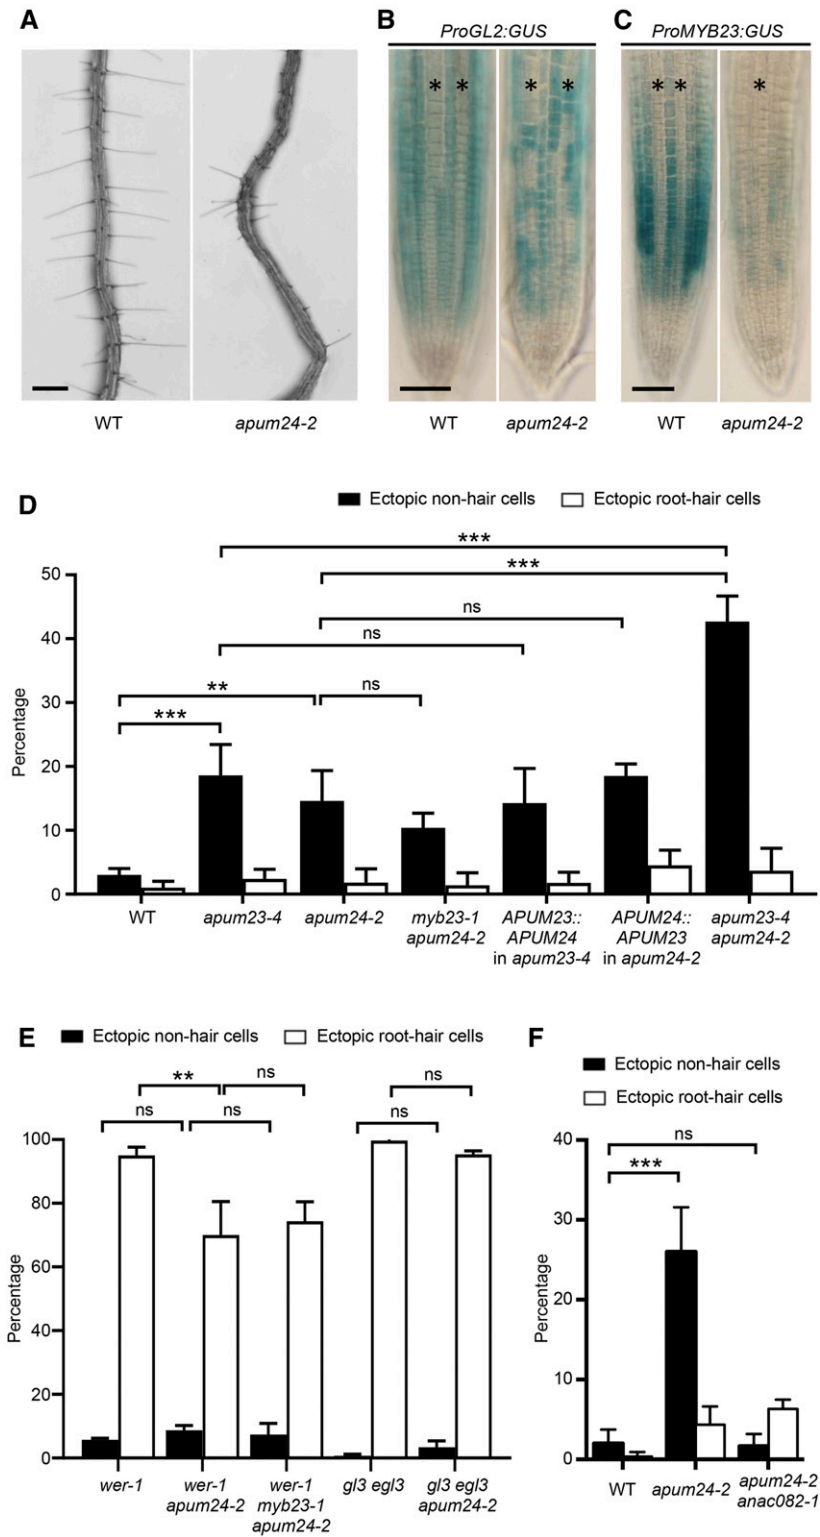 A
WT
apum24-2
B
ProGL2:GUS
* *
* *
WT
apum24-2
C
ProMYB23:GUS
* *
*
WT
apum24-2
D
Ectopic non-hair cells
Ectopic root-hair cells
***
***
ns
ns
**
ns
***
Percentage
50
40
30
20
10
0
WT
apum23-4
apum24-2
myb23-1
apum24-2
APUM23::
APUM24
in apum23-4
APUM24::
APUM23
in apum24-2
apum23-4
apum24-2
E
Ectopic non-hair cells
Ectopic root-hair cells
**
ns
ns
ns
ns
ns
Percentage
100
80
60
40
20
0
wer-1
wer-1
apum24-2
wer-1
myb23-1
apum24-2
gl3 egl3
gl3 egl3
apum24-2
F
Ectopic non-hair cells
Ectopic root-hair cells
ns
***
Percentage
40
30
20
10
0
WT
apum24-2
apum24-2
anac082-1